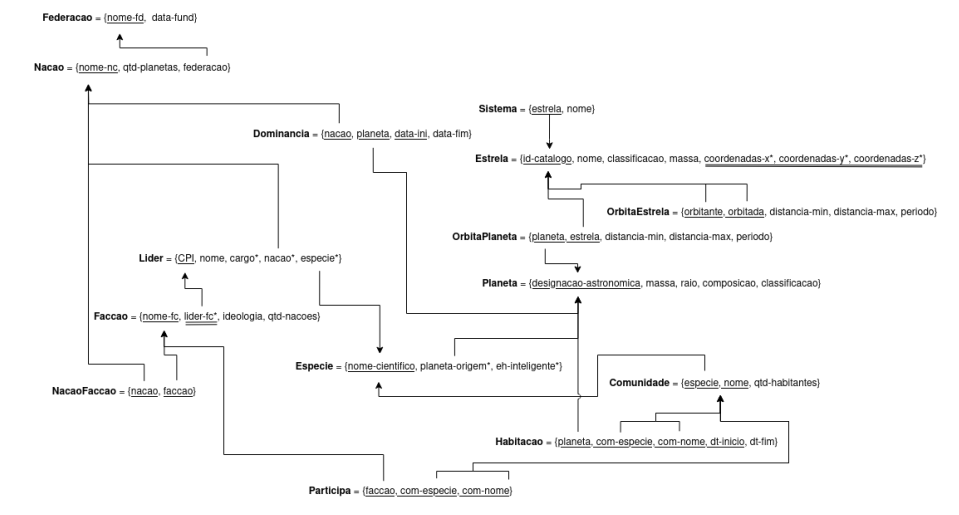 Federacao = {nome-fd, data-fund}
Nacao = {nome-nc, qtd-planetas, federacao}
Sistema = {estrela, nome}
Dominancia = {nacao, planeta, data-ini, data-fim}
Estrela = {id-catalogo, nome, classificacao, massa, coordenadas-x*, coordenadas-y*, coordenadas-z*}
OrbitaEstrela = {orbitante, orbitada, distancia-min, distancia-max, periodo}
OrbitaPlaneta = {planeta, estrela, distancia-min, distancia-max, periodo}
Lider = {CPI, nome, cargo*, nacao*, especie*}
Planeta = {designacao-astronomica, massa, raio, composicao, classificacao}
Faccao = {nome-fc, lider-fc*, ideologia, qtd-nacoes}
Especie = {nome-cientifico, planeta-origem*, eh-inteligente*}
Comunidade = {especie, nome, qtd-habitantes}
NacaoFaccao = {nacao, faccao}
Habitacao = {planeta, com-especie, com-nome, dt-inicio, dt-fim}
Participa = {faccao, com-especie, com-nome}